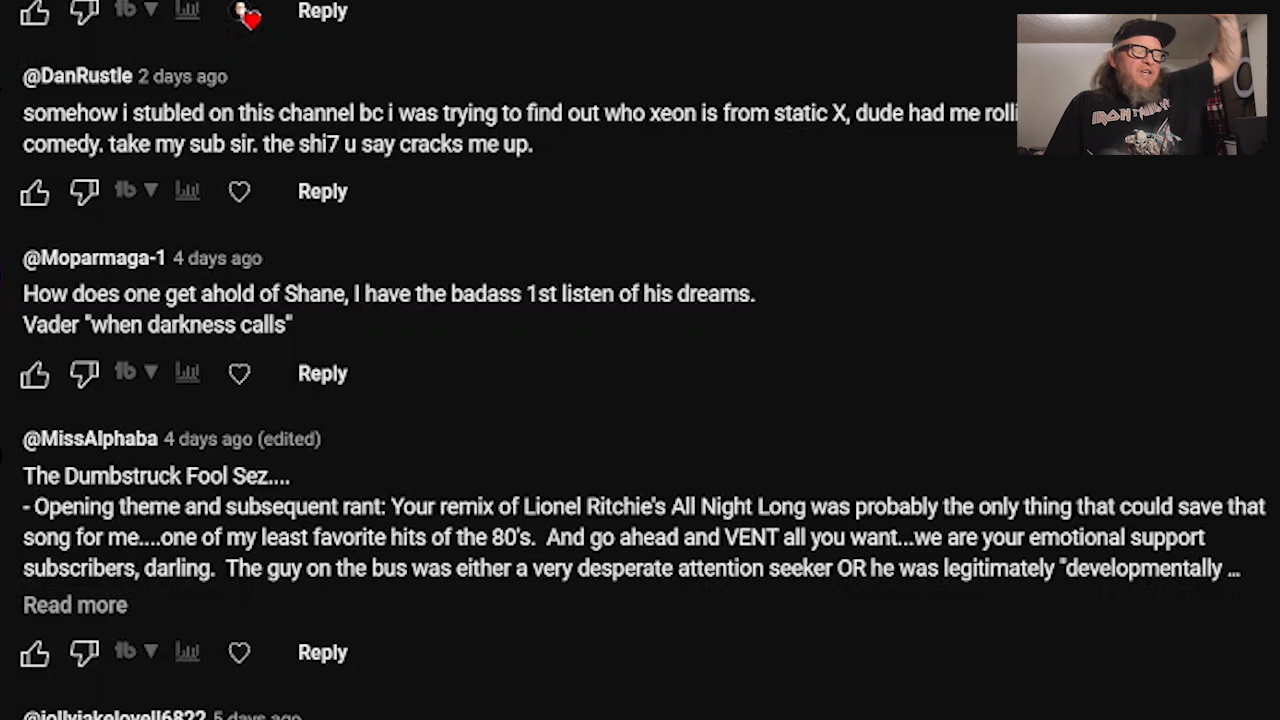 Reply
@DanRustle 2 days ago
somehow i stubled on this channel bc i was trying to find out who xeon is from static X, dude had me rolli
comedy. take my sub sir. the shi7 u say cracks me up.
Reply
@Moparmaga-1 4 days ago
How does one get ahold of Shane, I have the badass 1st listen of his dreams.
Vader "when darkness calls"
Reply
@MissAlphaba 4 days ago (edited)
The Dumbstruck Fool Sez....
- Opening theme and subsequent rant: Your remix of Lionel Ritchie's All Night Long was probably the only thing that could save that
song for me....one of my least favorite hits of the 80's. And go ahead and VENT all you want...we are your emotional support
subscribers, darling. The guy on the bus was either a very desperate attention seeker OR he was legitimately "developmentally ...
Read more
Reply
@jollyjakelovell6822 5 days ago
IRON MAIDEN